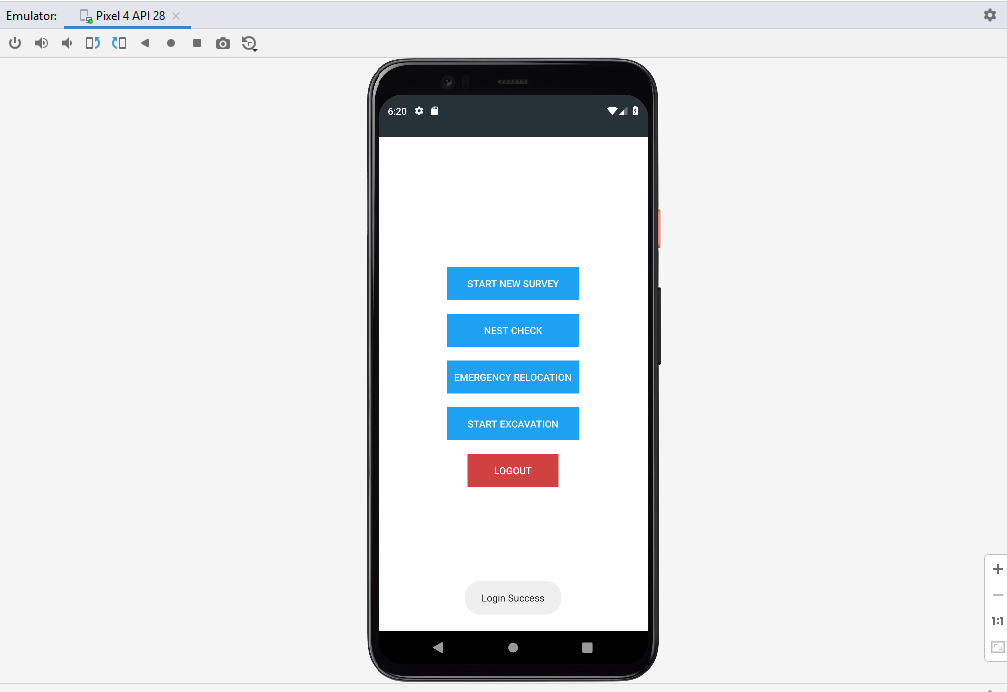 Emulator: Pixel 4 API 28
6:20
START NEW SURVEY
NEST CHECK
EMERGENCY RELOCATION
START EXCAVATION
LOGOUT
Login Success
1:1